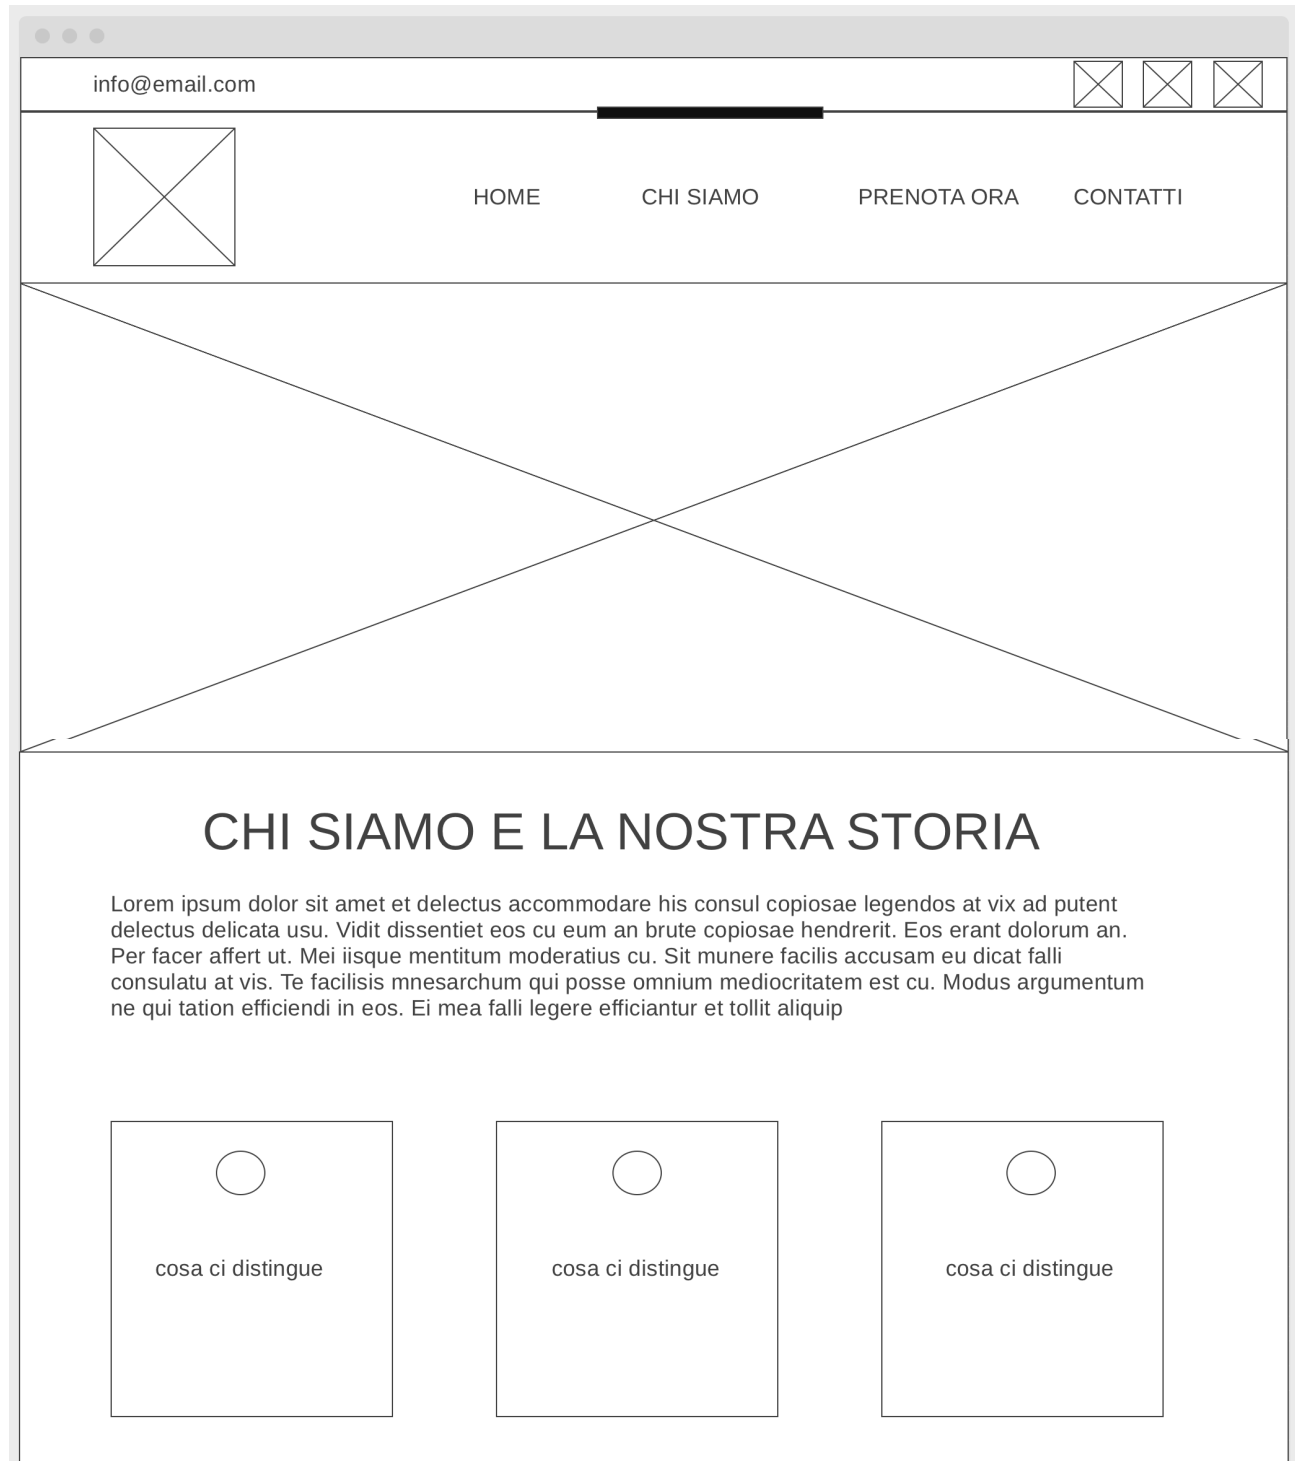 info@email.com
HOME CHI SIAMO PRENOTA ORA CONTATTI
CHI SIAMO E LA NOSTRA STORIA
Lorem ipsum dolor sit amet et delectus accommodare his consul copiosae legendos at vix ad putent
delectus delicata usu. Vidit dissentiet eos cu eum an brute copiosae hendrerit. Eos erant dolorum an.
Per facer affert ut. Mei iisque mentitum moderatius cu. Sit munere facilis accusam eu dicat falli
consulatu at vis. Te facilisis mnesarchum qui posse omnium mediocritatem est cu. Modus argumentum
ne qui tation efficiendi in eos. Ei mea falli legere efficiantur et tollit aliquip
cosa ci distingue cosa ci distingue cosa ci distingue